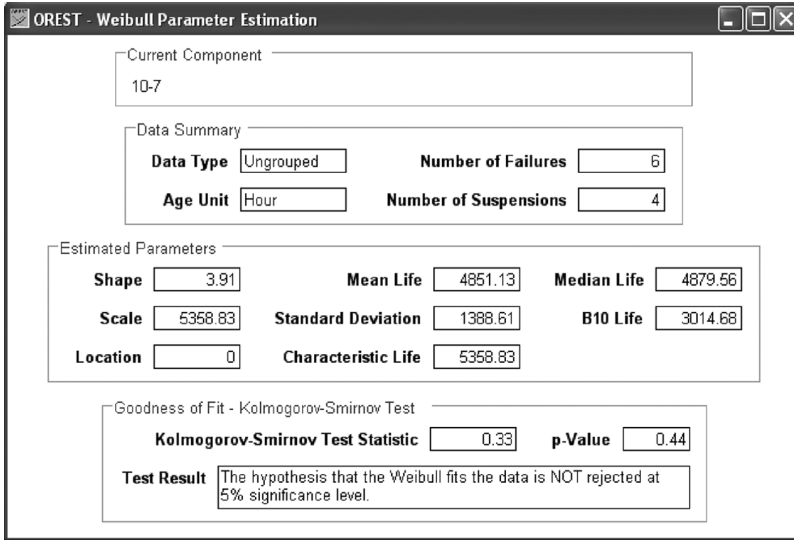 OREST - Weibull Parameter Estimation
Current Component
10-7
Data Summary
Data Type Ungrouped Number of Failures 6
Age Unit Hour Number of Suspensions 4
Estimated Parameters
Shape 3.91 Mean Life 4851.13 Median Life 4879.56
Scale 5358.83 Standard Deviation 1388.61 B10 Life 3014.68
Location 0 Characteristic Life 5358.83
Goodness of Fit - Kolmogorov-Smirnov Test
Kolmogorov-Smirnov Test Statistic 0.33 p-Value 0.44
Test Result The hypothesis that the Weibull fits the data is NOT rejected at
5% significance level.